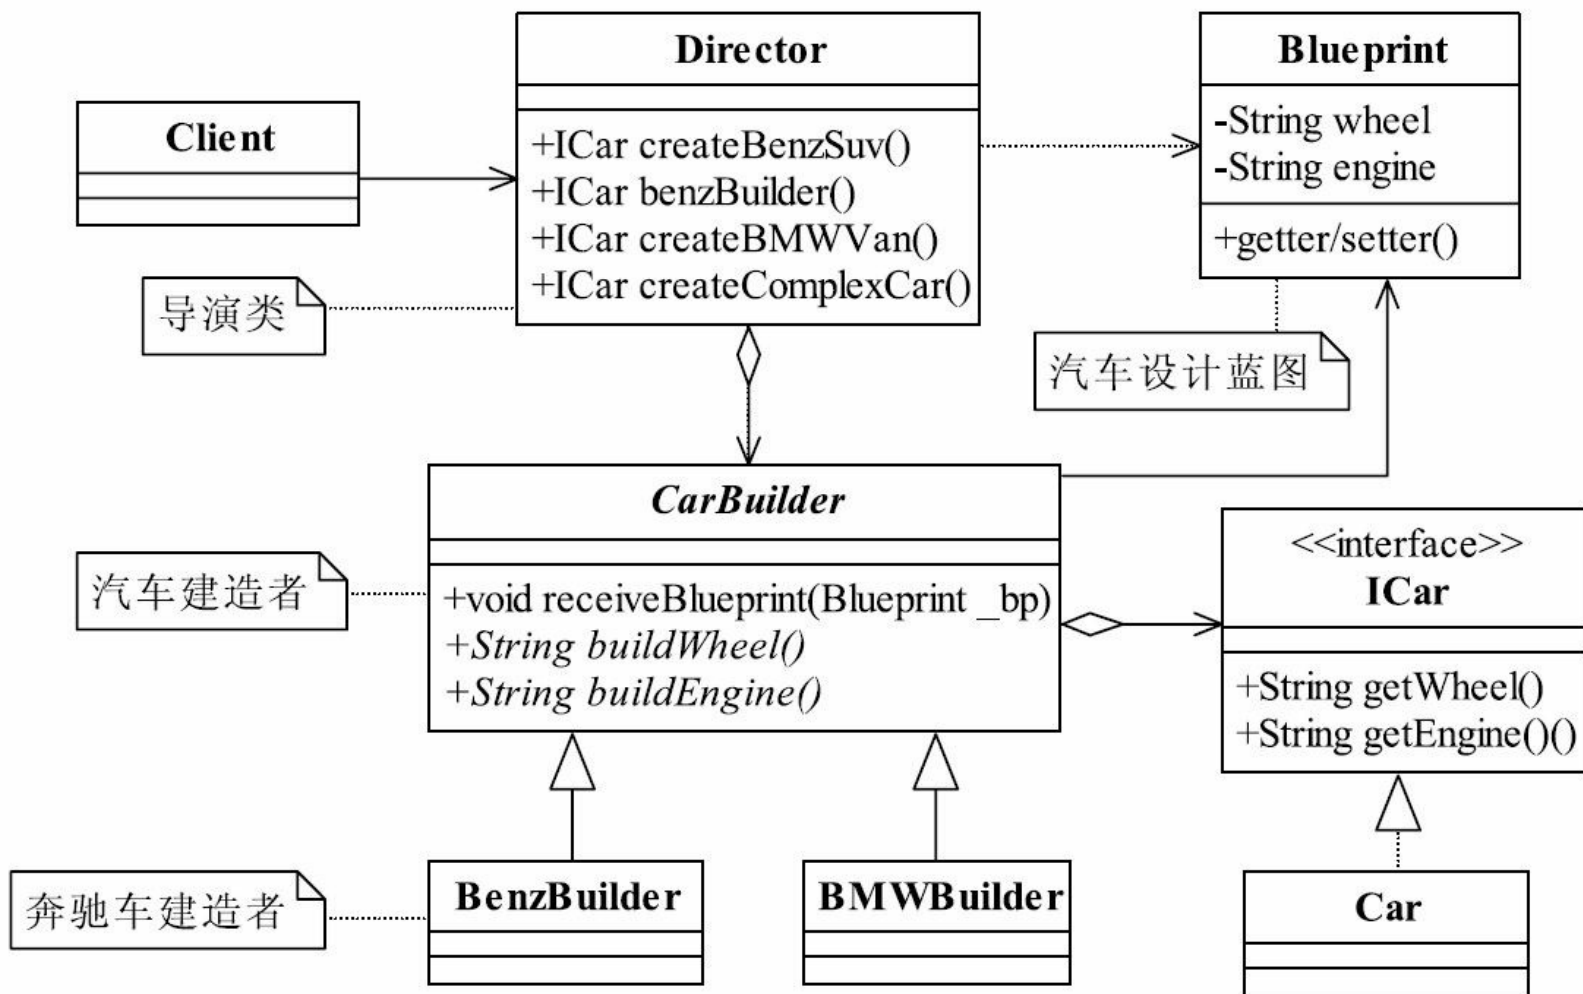 Director
+ICar createBenzSuv()
+ICar benzBuilder()
+ICar createBMWVan()
+ICar createComplexCar()
Blueprint
-String wheel
-String engine
+getter/setter()
Client
导演类
汽车设计蓝图
CarBuilder
+void receiveBlueprint(Blueprint _bp)
+String buildWheel()
+String buildEngine()
汽车建造者
<<interface>>
ICar
+String getWheel()
+String getEngine()()
奔驰车建造者
BenzBuilder
BMWBuilder
Car